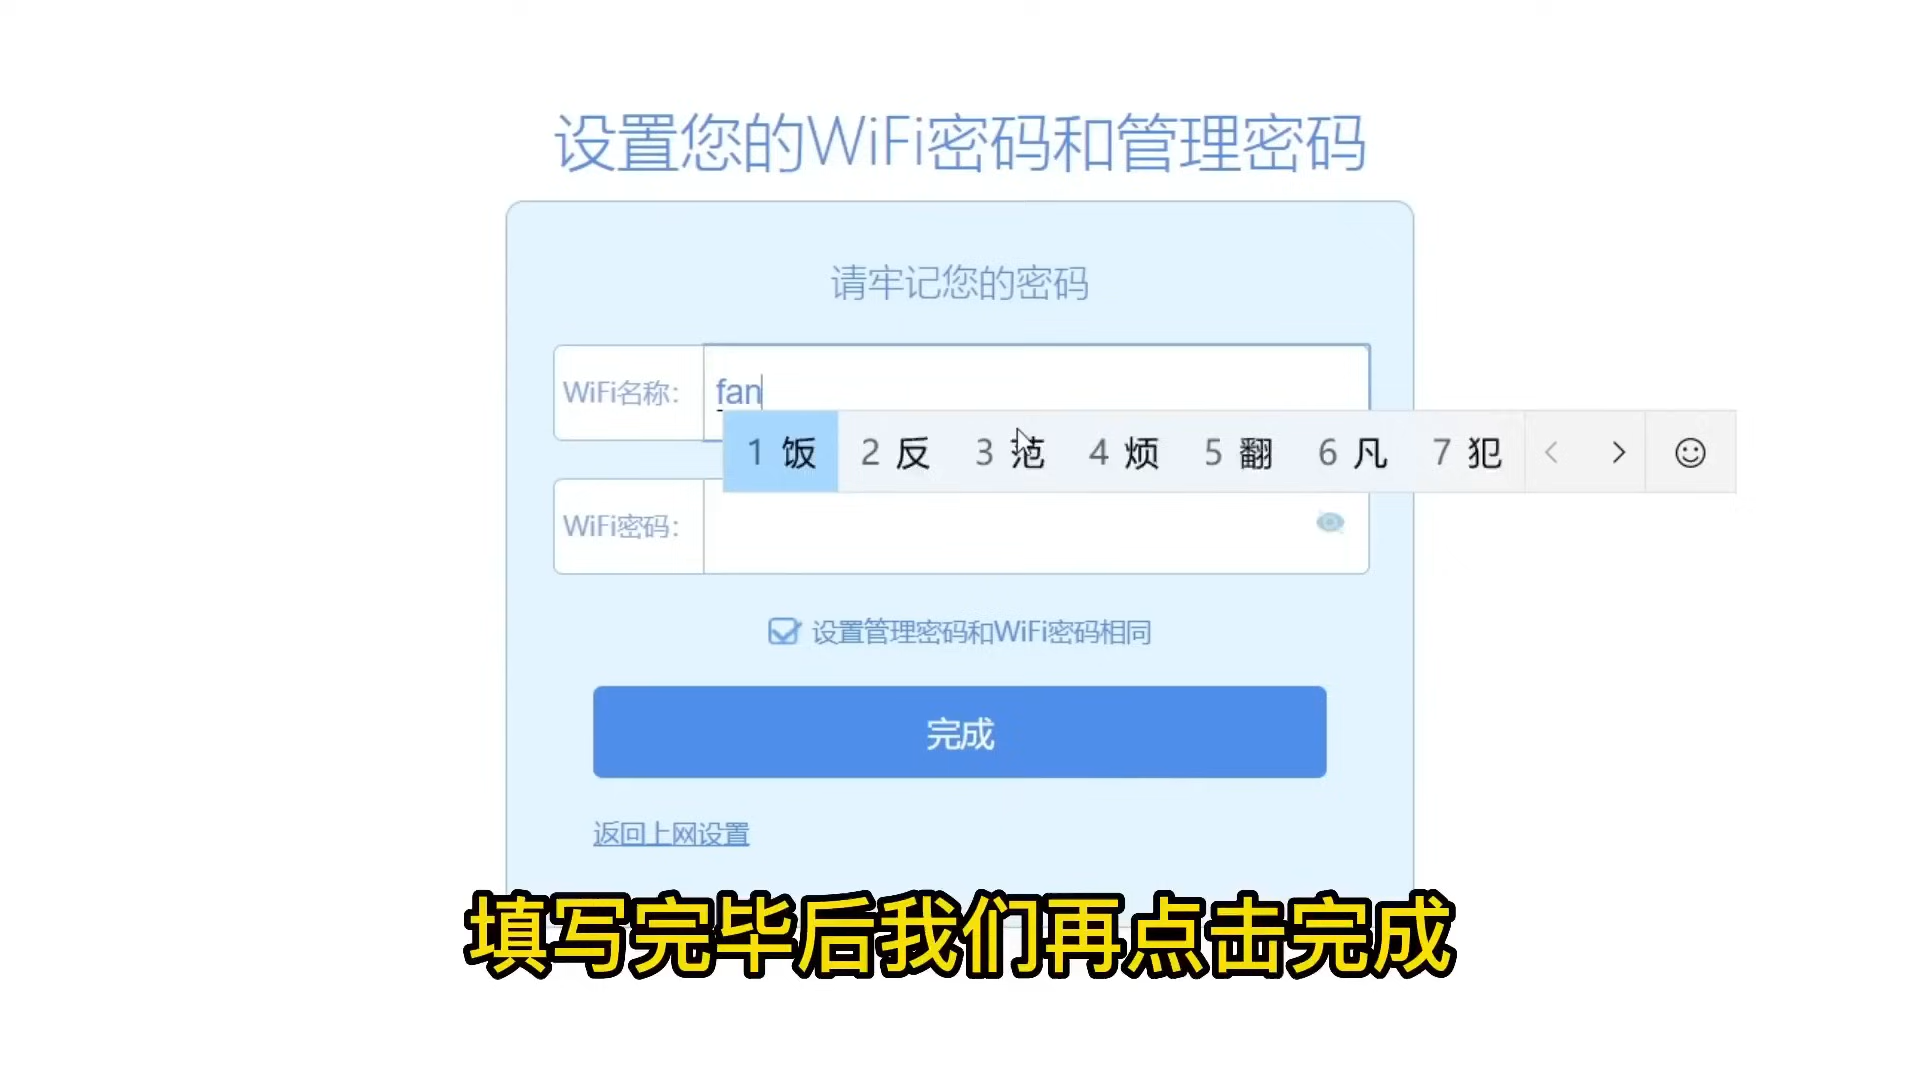 设置您的WiFi密码和管理密码
请牢记您的密码
WiFi名称:
fan
1 饭 2 反 3 范 4 烦 5 翻 6 凡 7 犯
WiFi密码:
设置管理密码和WiFi密码相同
完成
返回上网设置
填写完毕后我们再点击完成